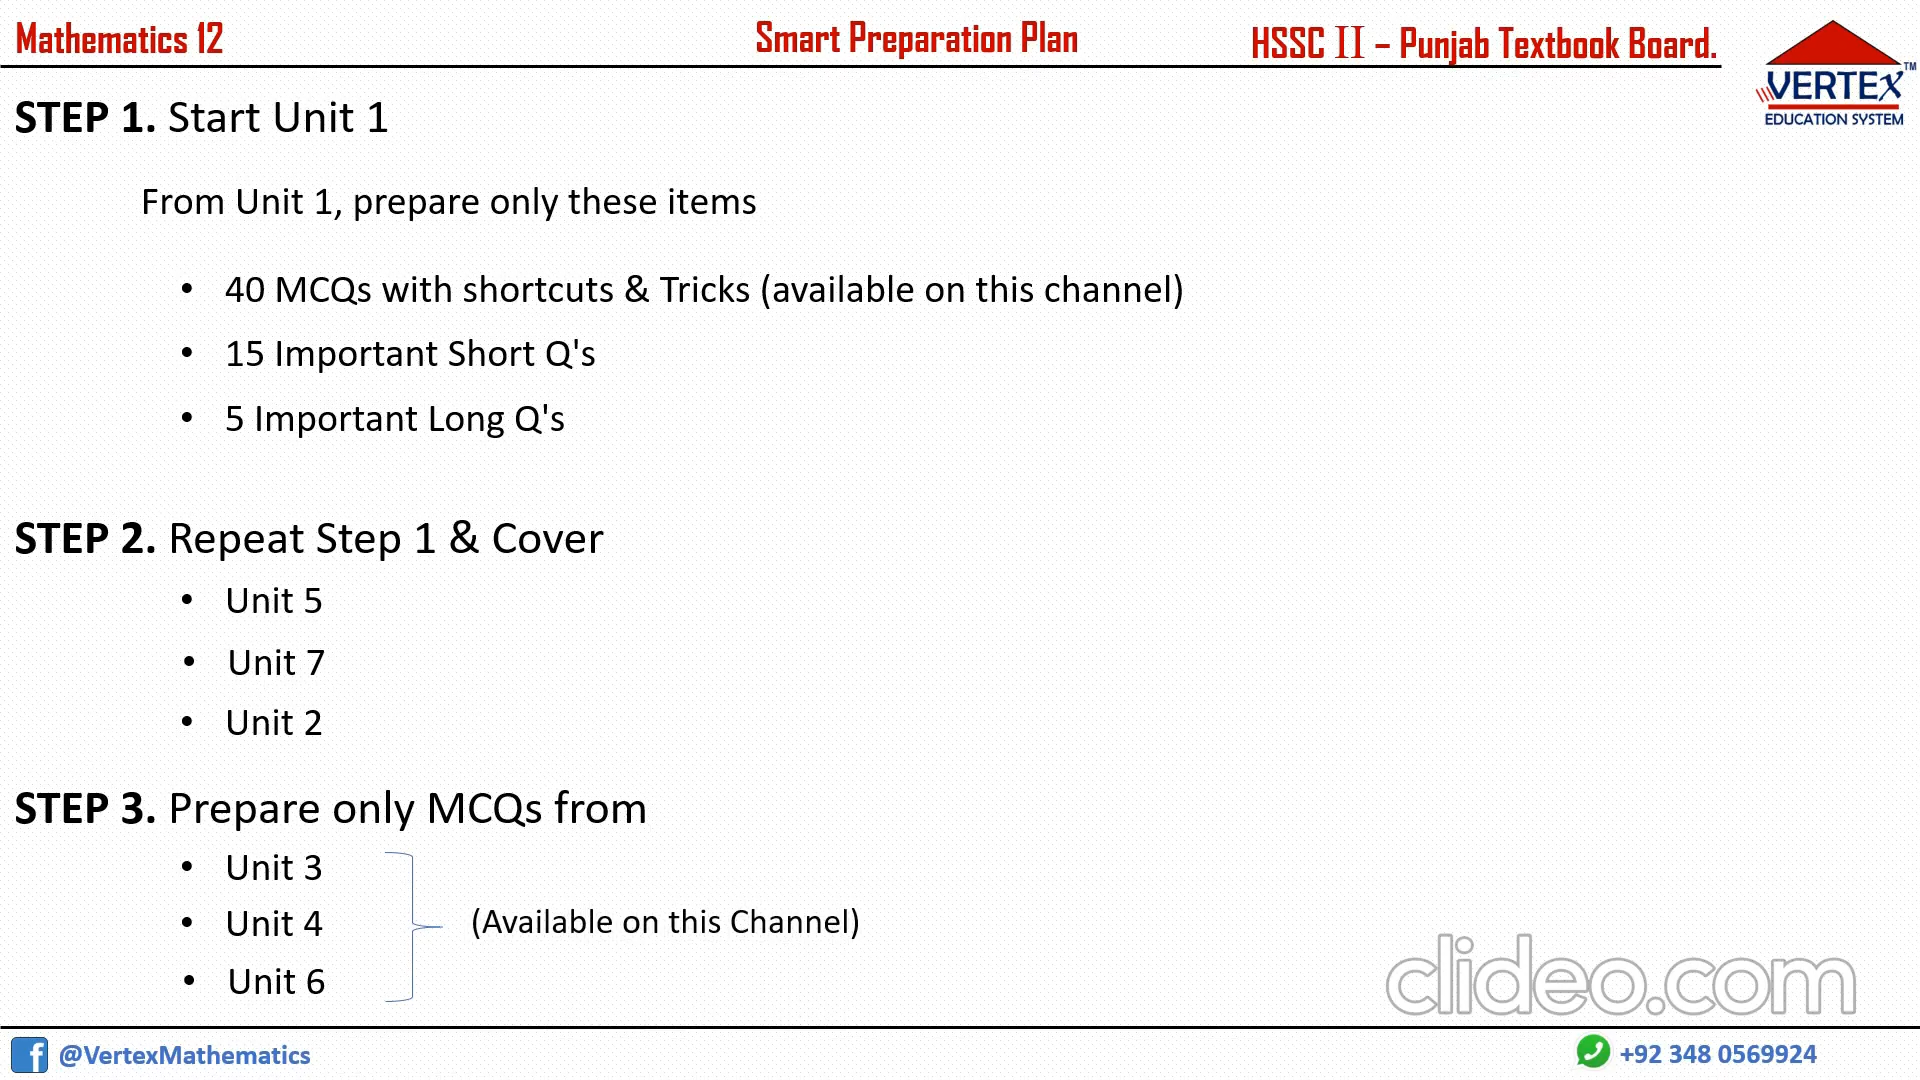 Mathematics 12
Smart Preparation Plan
HSSC II – Punjab Textbook Board.
VERTEX™
EDUCATION SYSTEM
STEP 1. Start Unit 1
From Unit 1, prepare only these items
• 40 MCQs with shortcuts & Tricks (available on this channel)
• 15 Important Short Q's
• 5 Important Long Q's
STEP 2. Repeat Step 1 & Cover
• Unit 5
• Unit 7
• Unit 2
STEP 3. Prepare only MCQs from
• Unit 3
• Unit 4
(Available on this Channel)
• Unit 6
clideo.com
@VertexMathematics
+92 348 0569924